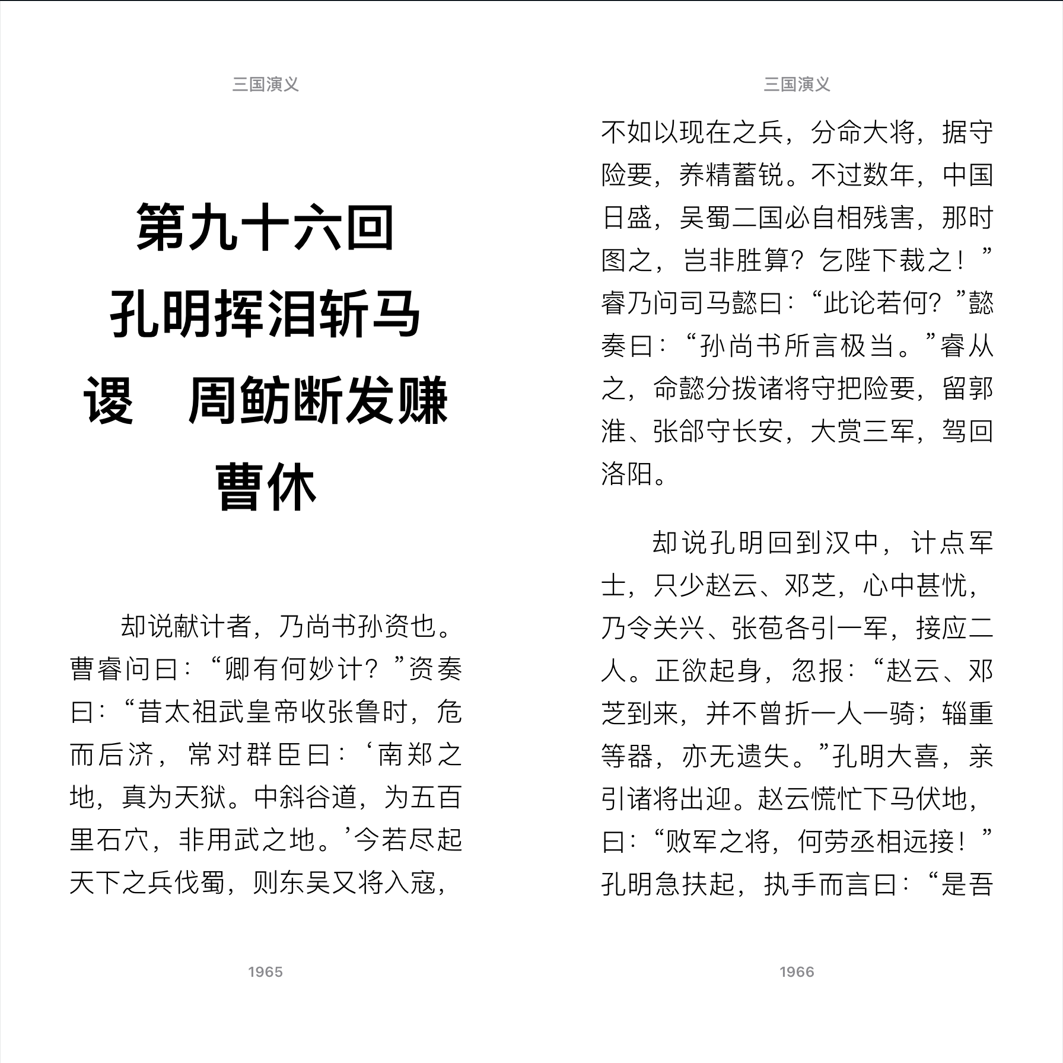 三国演义
第九十六回
孔明挥泪斩马
谡　周鲂断发赚
曹休
却说献计者，乃尚书孙资也。
曹睿问曰：“卿有何妙计？”资奏
曰：“昔太祖武皇帝收张鲁时，危
而后济，常对群臣曰：‘南郑之
地，真为天狱。中斜谷道，为五百
里石穴，非用武之地。’今若尽起
天下之兵伐蜀，则东吴又将入寇，
1965
三国演义
不如以现在之兵，分命大将，据守
险要，养精蓄锐。不过数年，中国
日盛，吴蜀二国必自相残害，那时
图之，岂非胜算？乞陛下裁之！”
睿乃问司马懿曰：“此论若何？”懿
奏曰：“孙尚书所言极当。”睿从
之，命懿分拨诸将守把险要，留郭
淮、张郃守长安，大赏三军，驾回
洛阳。
却说孔明回到汉中，计点军
士，只少赵云、邓芝，心中甚忧，
乃令关兴、张苞各引一军，接应二
人。正欲起身，忽报：“赵云、邓
芝到来，并不曾折一人一骑；辎重
等器，亦无遗失。”孔明大喜，亲
引诸将出迎。赵云慌忙下马伏地，
曰：“败军之将，何劳丞相远接！”
孔明急扶起，执手而言曰：“是吾
1966